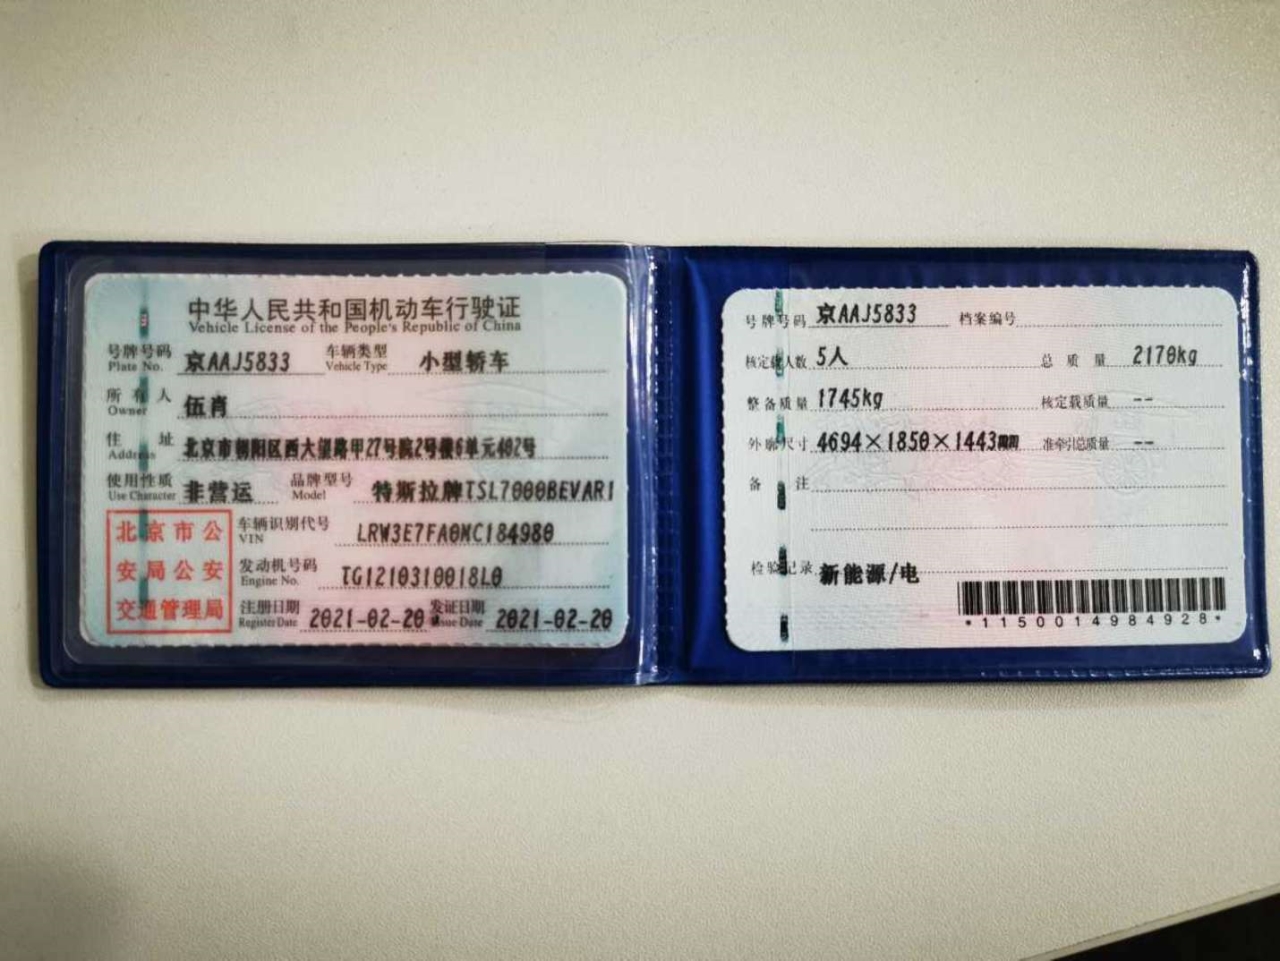 中华人民共和国机动车行驶证
Vehicle License of the People's Republic of China
号牌号码 京AAJ5833 车辆类型 小型轿车
Plate No. Vehicle Type
所有人 伍肖
Owner
住址 北京市朝阳区西大望路甲27号院2号楼6单元402号
Address
使用性质 非营运 品牌型号 特斯拉牌TSL7000BEVAR1
Use Character Model
北京市公
安局公安
交通管理局
车辆识别代号 LRW3E7FA0MC184980
VIN
发动机号码 TG1210310018L0
Engine No.
注册日期 2021-02-20 发证日期 2021-02-20
Register Date Issue Date
号牌号码 京AAJ5833 档案编号
核定载人数 5人 总质量 2170kg
整备质量 1745kg 核定载质量 --
外廓尺寸 4694×1850×1443mm 准牵引总质量 --
备注
检验记录 新能源/电
*1150014984928*